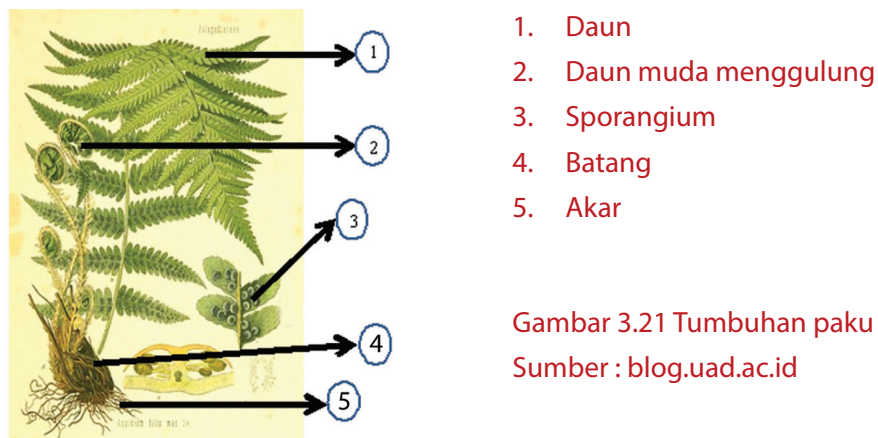 1
2
3
4
5
1. Daun
2. Daun muda menggulung
3. Sporangium
4. Batang
5. Akar
Gambar 3.21 Tumbuhan paku
Sumber : blog.uad.ac.id